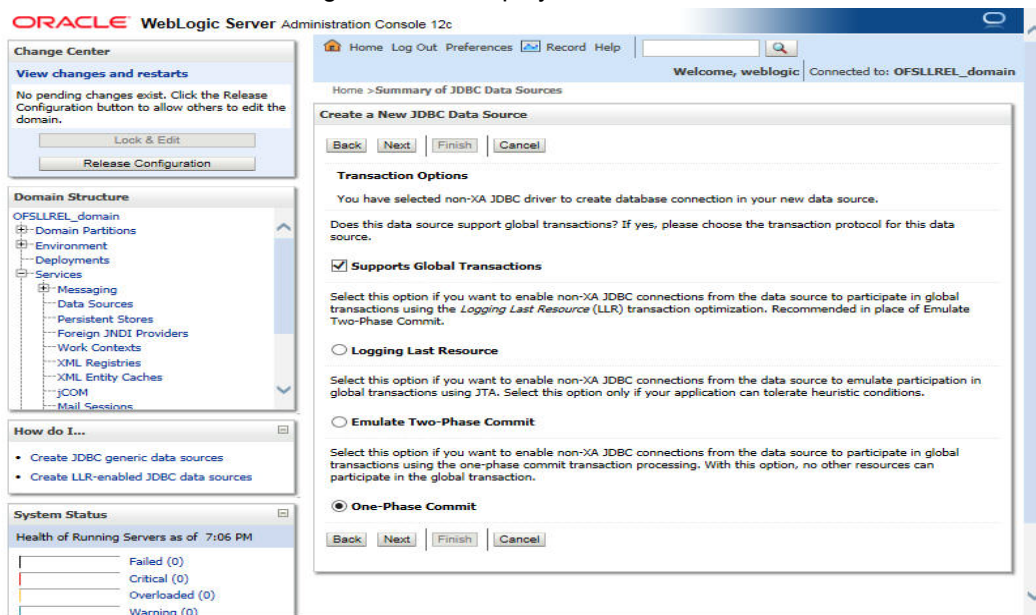 ORACLE WebLogic Server Administration Console 12c
Change Center
View changes and restarts
No pending changes exist. Click the Release
Configuration button to allow others to edit the
domain.
Lock & Edit
Release Configuration
Domain Structure
OFSLLREL_domain
Domain Partitions
Environment
Deployments
Services
Messaging
Data Sources
Persistent Stores
Foreign JNDI Providers
Work Contexts
XML Registries
XML Entity Caches
jCOM
Mail Sessions
How do I...
• Create JDBC generic data sources
• Create LLR-enabled JDBC data sources
System Status
Health of Running Servers as of 7:06 PM
Failed (0)
Critical (0)
Overloaded (0)
Warning (0)
Home Log Out Preferences Record Help
Welcome, weblogic Connected to: OFSLLREL_domain
Home >Summary of JDBC Data Sources
Create a New JDBC Data Source
Back Next Finish Cancel
Transaction Options
You have selected non-XA JDBC driver to create database connection in your new data source.
Does this data source support global transactions? If yes, please choose the transaction protocol for this data
source.
Supports Global Transactions
Select this option if you want to enable non-XA JDBC connections from the data source to participate in global
transactions using the Logging Last Resource (LLR) transaction optimization. Recommended in place of Emulate
Two-Phase Commit.
Logging Last Resource
Select this option if you want to enable non-XA JDBC connections from the data source to emulate participation in
global transactions using JTA. Select this option only if your application can tolerate heuristic conditions.
Emulate Two-Phase Commit
Select this option if you want to enable non-XA JDBC connections from the data source to participate in global
transactions using the one-phase commit transaction processing. With this option, no other resources can
participate in the global transaction.
One-Phase Commit
Back Next Finish Cancel